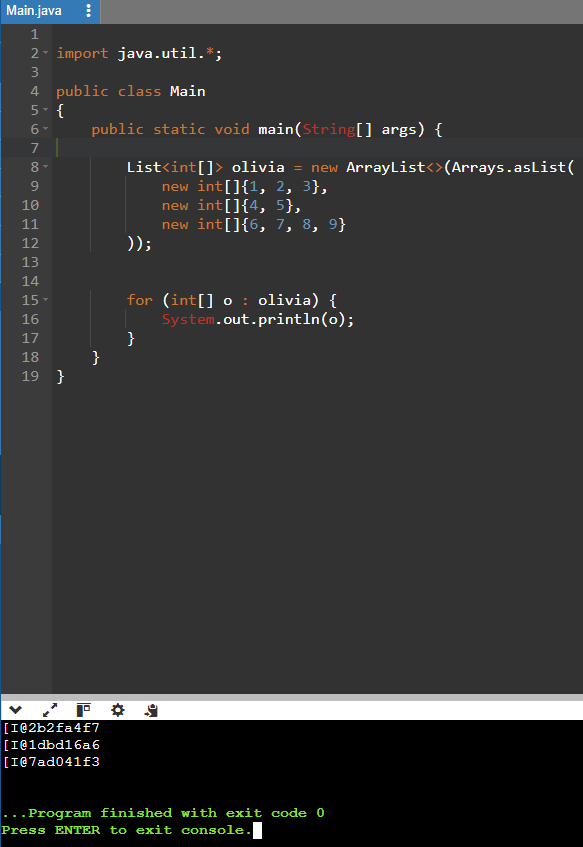 Main.java
1
2 import java.util.*;
3
4 public class Main
5 {
6     public static void main(String[] args) {
7
8         List<int[]> olivia = new ArrayList<>(Arrays.asList(
9             new int[]{1, 2, 3},
10             new int[]{4, 5},
11             new int[]{6, 7, 8, 9}
12         ));
13
14
15         for (int[] o : olivia) {
16             System.out.println(o);
17         }
18     }
19 }
[I@2b2fa4f7
[I@1dbd16a6
[I@7ad041f3
...Program finished with exit code 0
Press ENTER to exit console.